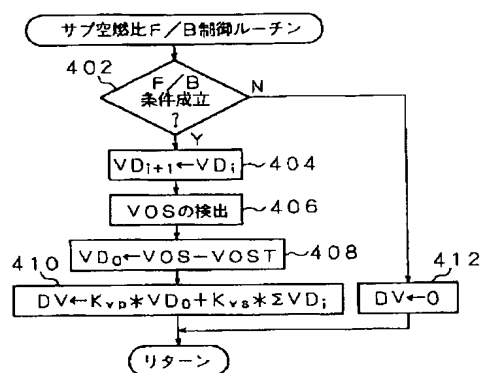 サブ空燃比F/B制御ルーチン
402
F/B
条件成立
?
N
Y
VDi+1←VDi
404
VOSの検出
406
VD0←VOS−VOST
408
410
DV←Kvp*VD0+Kvs*ΣVDi
412
DV←0
リターン